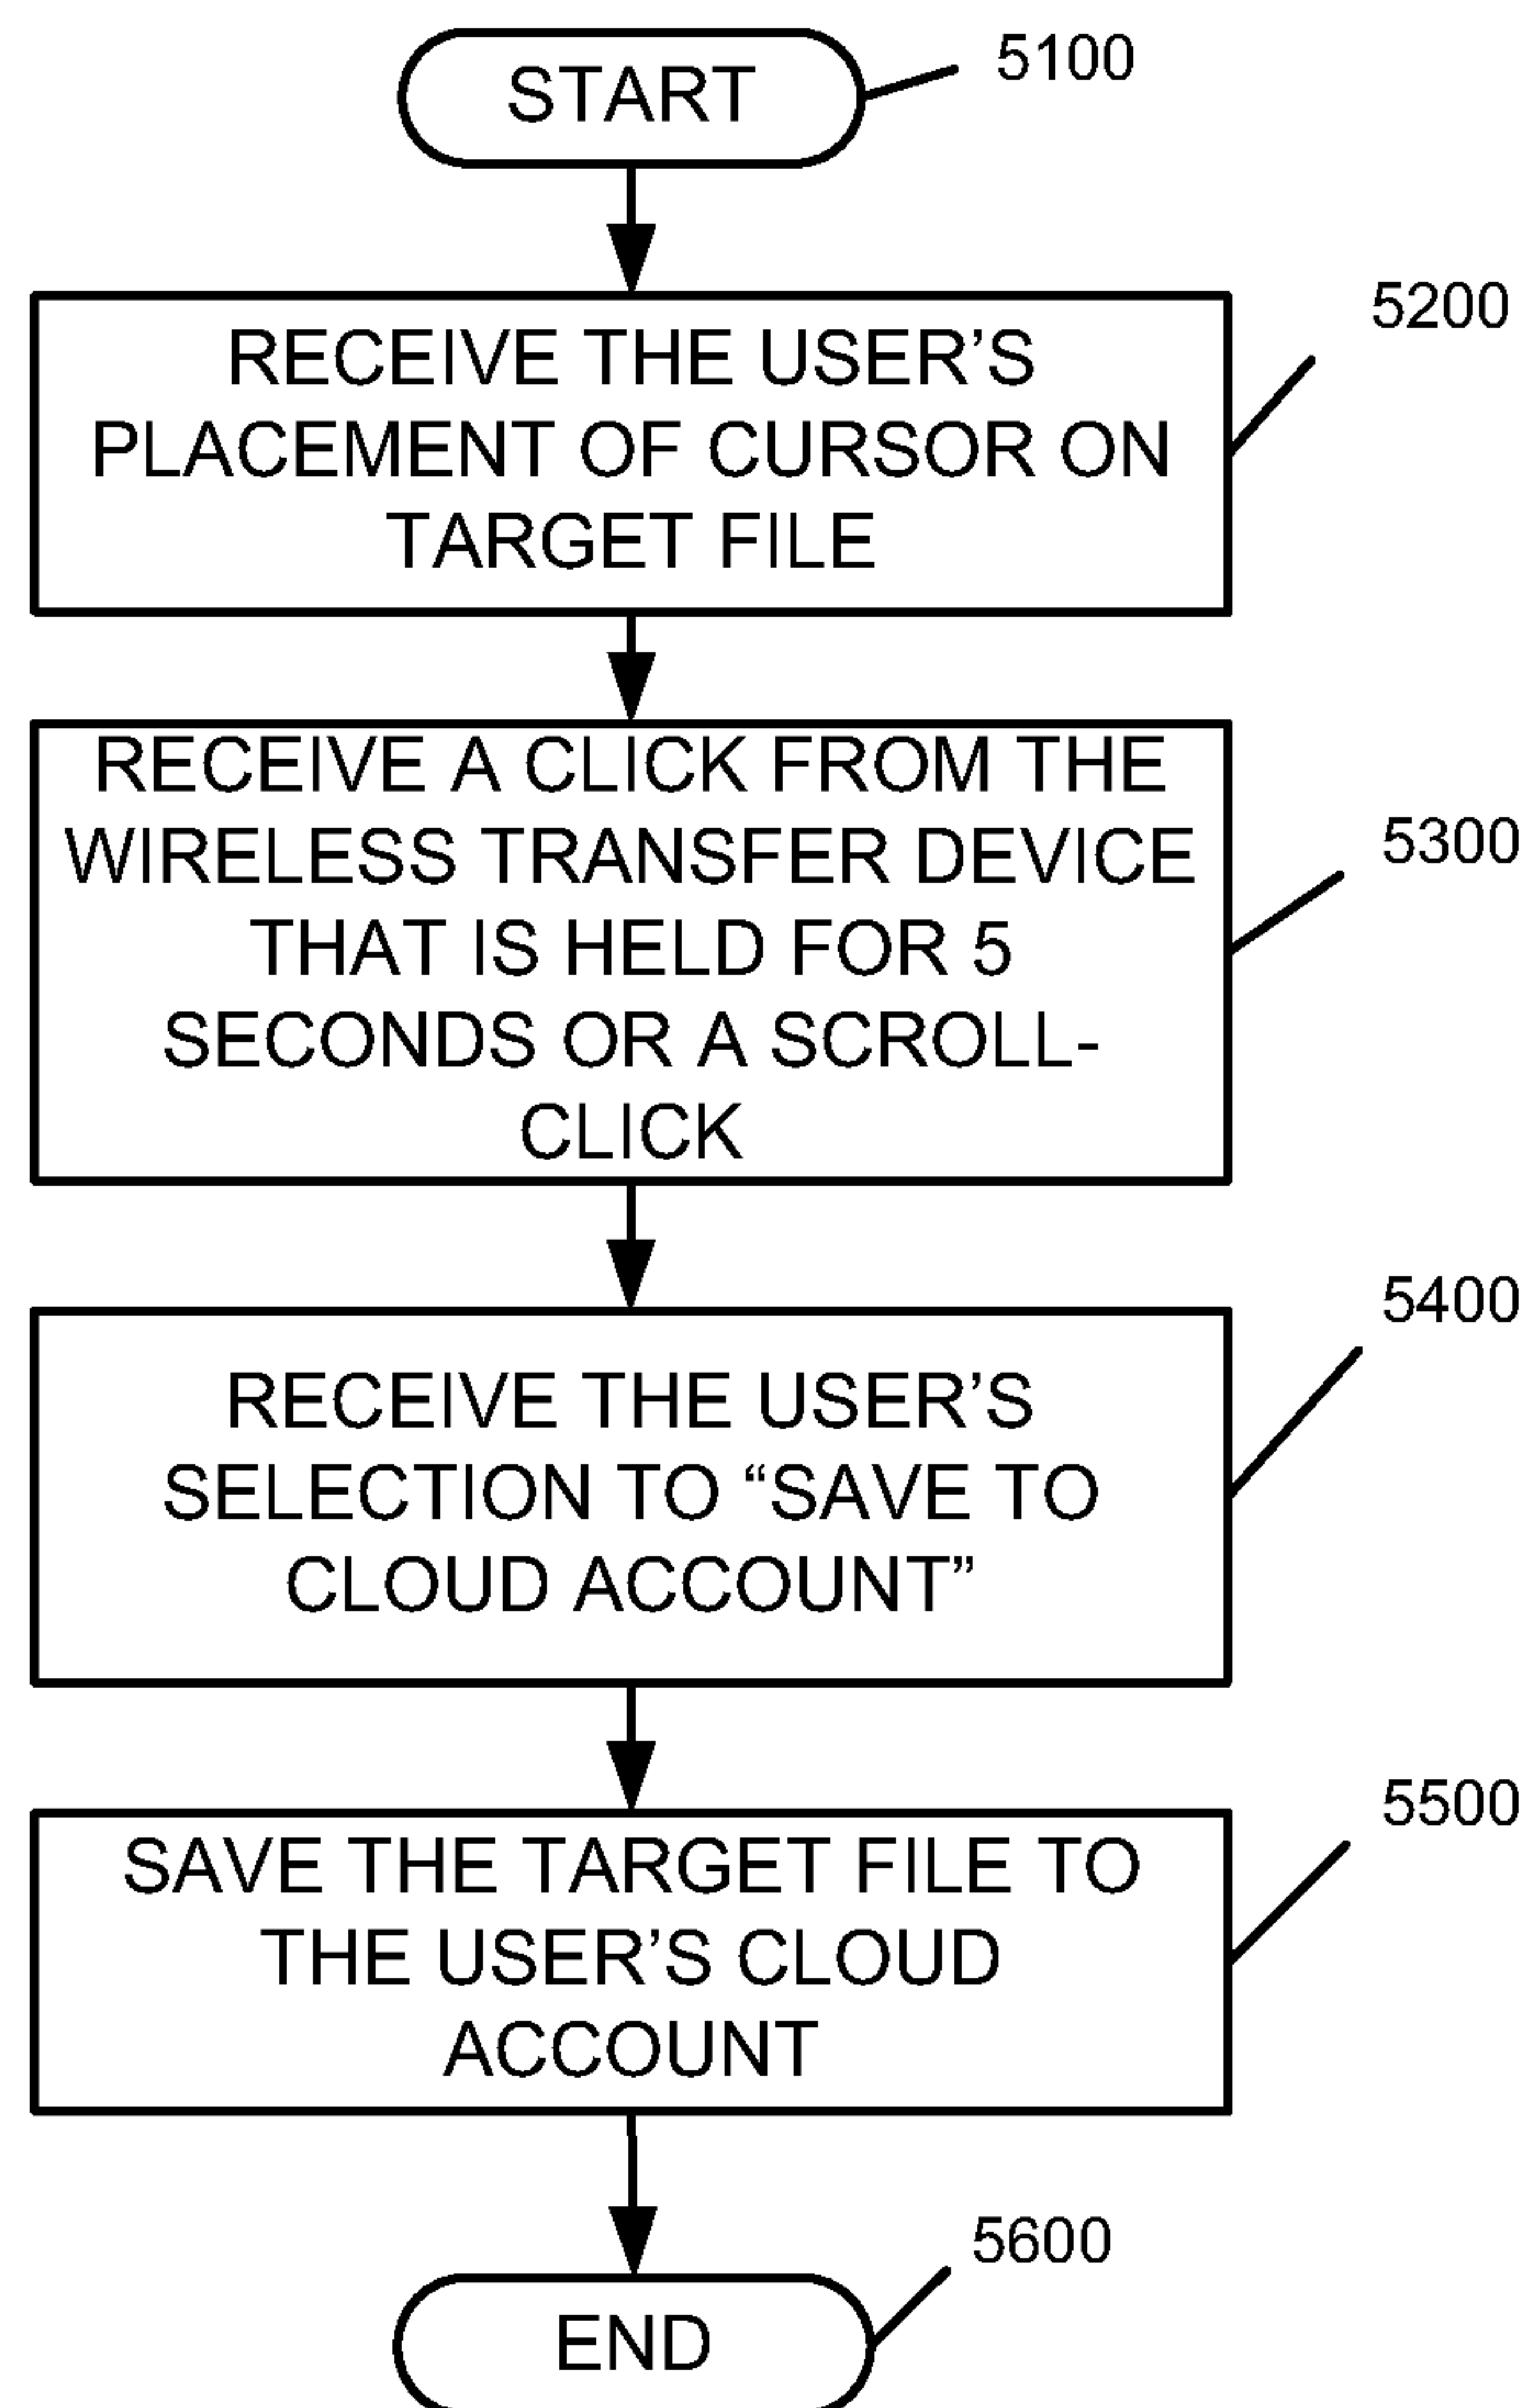 START
5100
RECEIVE THE USER’S
PLACEMENT OF CURSOR ON
TARGET FILE
5200
RECEIVE A CLICK FROM THE
WIRELESS TRANSFER DEVICE
THAT IS HELD FOR 5
SECONDS OR A SCROLL-
CLICK
5300
RECEIVE THE USER’S
SELECTION TO “SAVE TO
CLOUD ACCOUNT”
5400
SAVE THE TARGET FILE TO
THE USER’S CLOUD
ACCOUNT
5500
END
5600